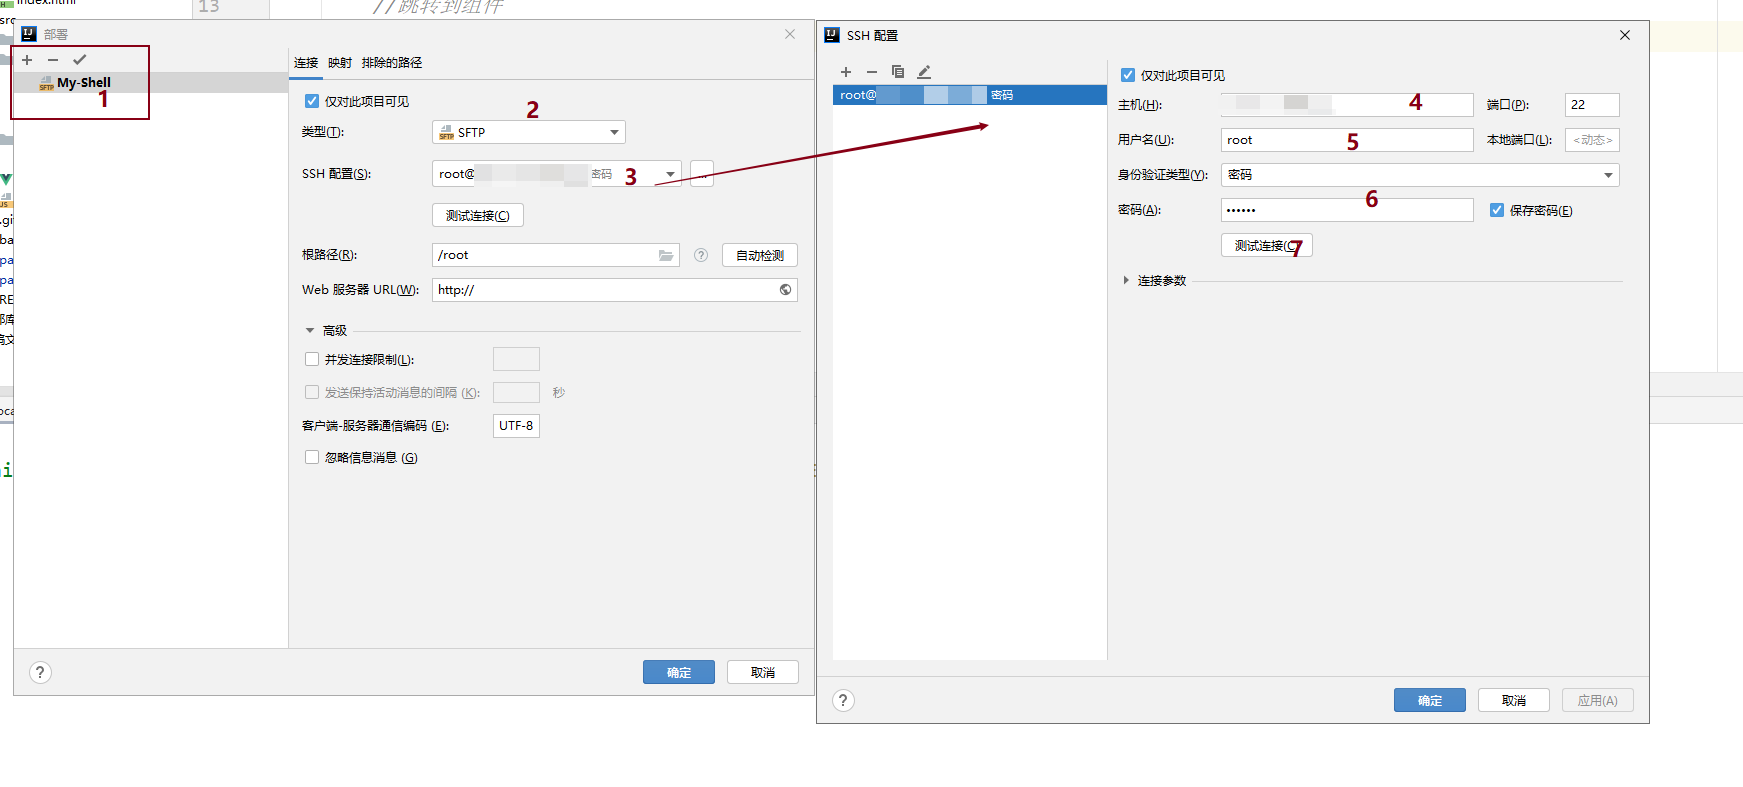 index.html
13
//跳转到组件
src
部署
My-Shell
1
连接 映射 排除的路径
仅对此项目可见
2
类型(T):
SFTP
SSH 配置(S):
root@ 密码
3
...
测试连接(C)
根路径(R):
/root
?
自动检测
Web 服务器 URL(W):
http://
高级
并发连接限制(L):
发送保持活动消息的间隔 (K):
秒
客户端-服务器通信编码 (E):
UTF-8
忽略信息消息 (G)
?
确定
取消
SSH 配置
root@ 密码
仅对此项目可见
主机(H):
4
端口(P):
22
用户名(U):
root
5
本地端口(L):
<动态>
身份验证类型(Y):
密码
6
密码(A):
••••••
保存密码(E)
测试连接(C)
7
连接参数
?
确定
取消
应用(A)